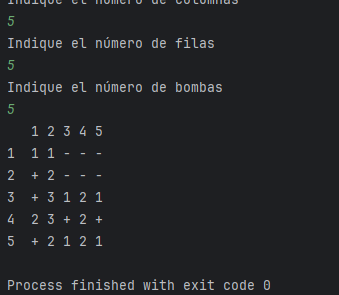 Indique el número de colomnas
5
Indique el número de filas
5
Indique el número de bombas
5
1 2 3 4 5
1 1 1 - - -
2 + 2 - - -
3 + 3 1 2 1
4 2 3 + 2 +
5 + 2 1 2 1
Process finished with exit code 0